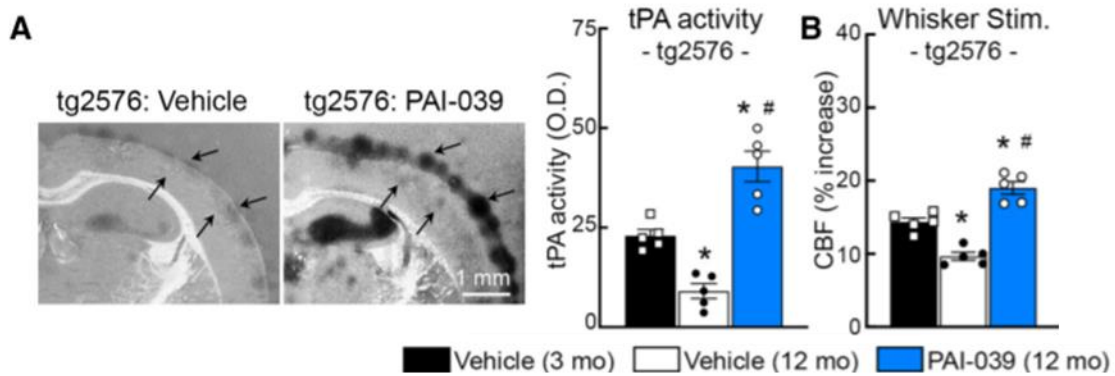 A
tg2576: Vehicle
tg2576: PAI-039
1 mm
tPA activity
- tg2576 -
tPA activity (O.D.)
75
50
25
0
* #
*
B
Whisker Stim.
- tg2576 -
CBF (% increase)
40
30
20
10
0
* #
*
Vehicle (3 mo) Vehicle (12 mo) PAI-039 (12 mo)